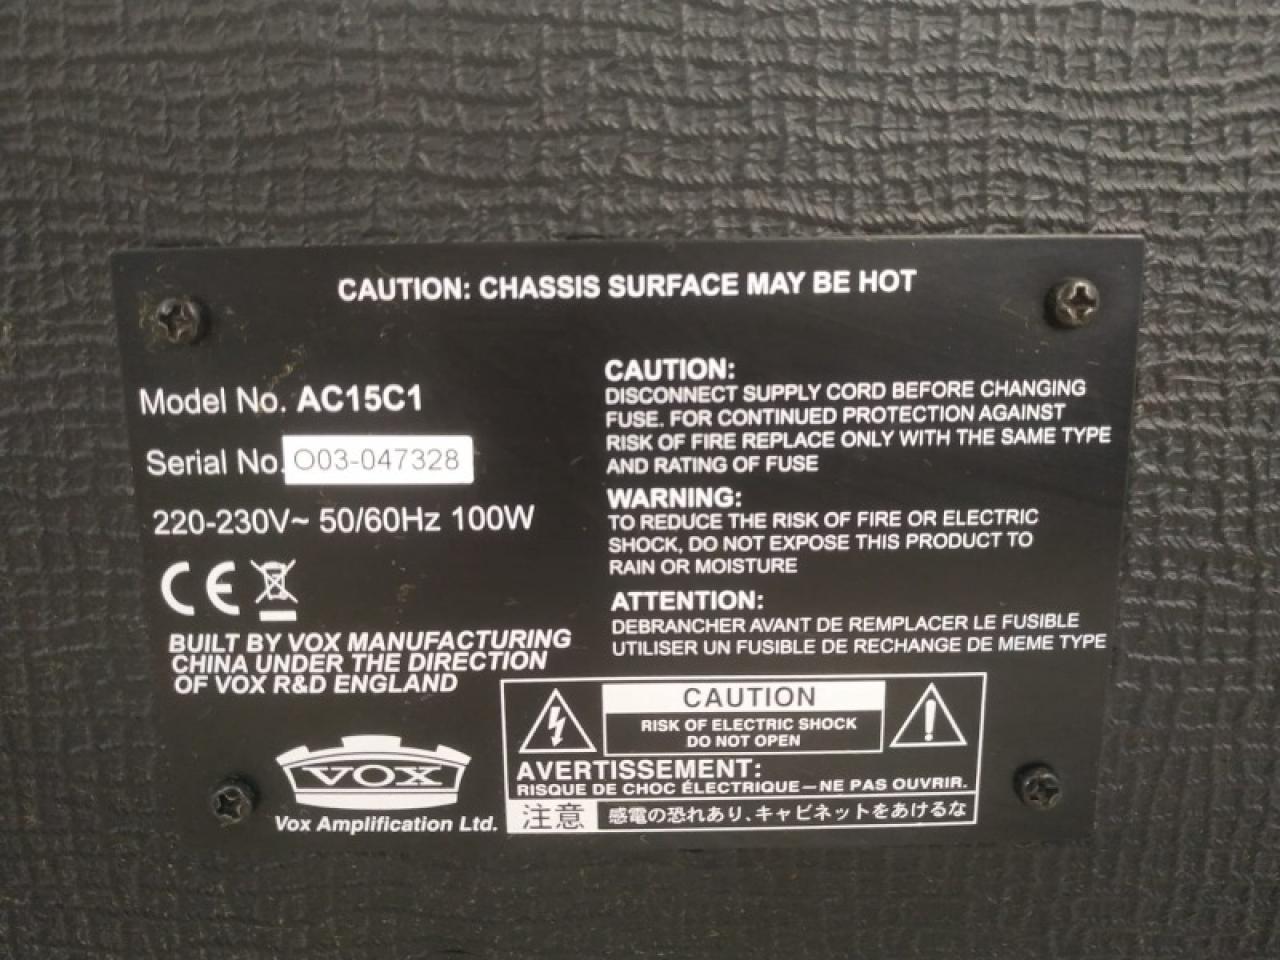 CAUTION: CHASSIS SURFACE MAY BE HOT
Model No. AC15C1
Serial No. O03-047328
220-230V~ 50/60Hz 100W
CE
BUILT BY VOX MANUFACTURING
CHINA UNDER THE DIRECTION
OF VOX R&D ENGLAND
VOX
Vox Amplification Ltd.
CAUTION:
DISCONNECT SUPPLY CORD BEFORE CHANGING
FUSE. FOR CONTINUED PROTECTION AGAINST
RISK OF FIRE REPLACE ONLY WITH THE SAME TYPE
AND RATING OF FUSE
WARNING:
TO REDUCE THE RISK OF FIRE OR ELECTRIC
SHOCK, DO NOT EXPOSE THIS PRODUCT TO
RAIN OR MOISTURE
ATTENTION:
DEBRANCHER AVANT DE REMPLACER LE FUSIBLE
UTILISER UN FUSIBLE DE RECHANGE DE MEME TYPE
CAUTION
RISK OF ELECTRIC SHOCK
DO NOT OPEN
AVERTISSEMENT:
RISQUE DE CHOC ÉLECTRIQUE—NE PAS OUVRIR.
注意 感電の恐れあり、キャビネットをあけるな